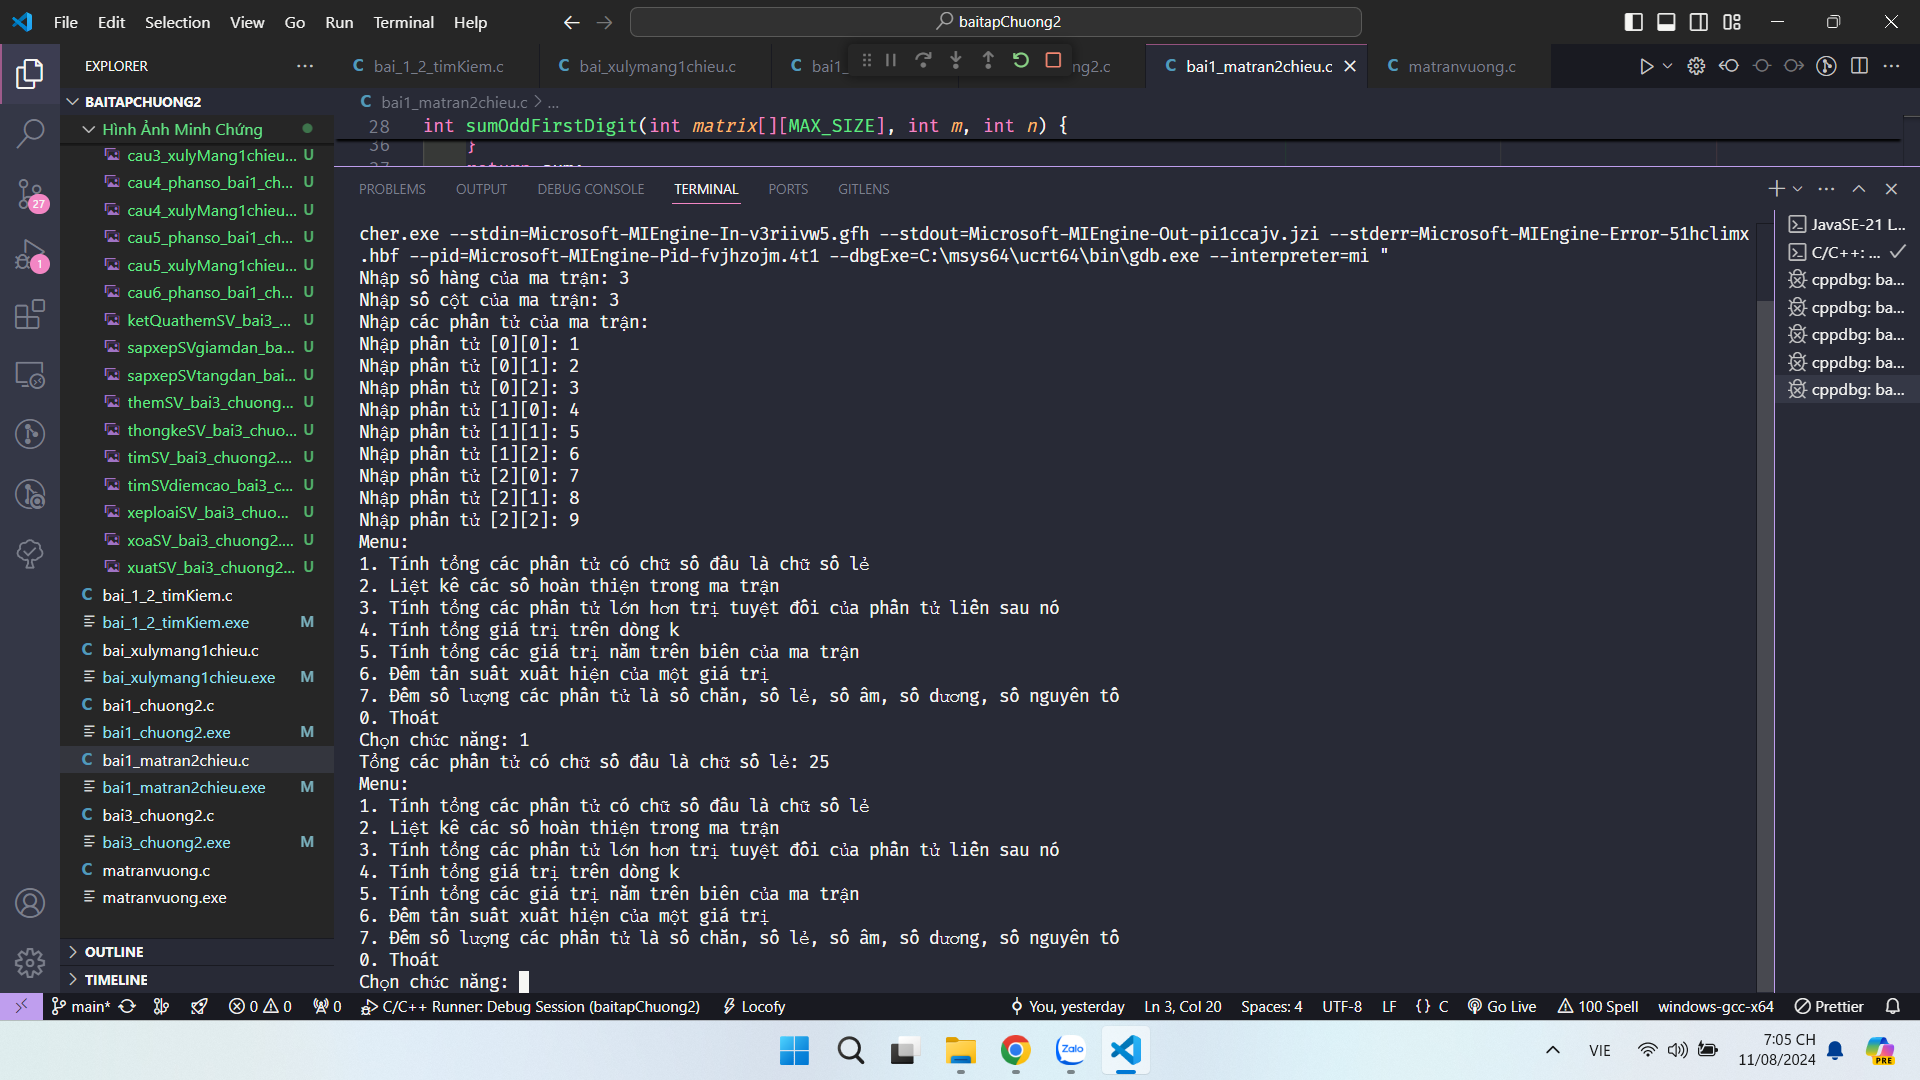 File Edit Selection View Go Run Terminal Help
baitapChuong2
EXPLORER
bai_1_2_timKiem.c
bai_xulymang1chieu.c
bai1_
ng2.c
bai1_matran2chieu.c
matranvuong.c
BAITAPCHUONG2
Hình Ảnh Minh Chứng
cau3_xulyMang1chieu... U
cau4_phanso_bai1_ch... U
cau4_xulyMang1chieu... U
cau5_phanso_bai1_ch... U
cau5_xulyMang1chieu... U
cau6_phanso_bai1_ch... U
ketQuathemSV_bai3_... U
sapxepSVgiamdan_ba... U
sapxepSVtangdan_bai... U
themSV_bai3_chuong... U
thongkeSV_bai3_chuo... U
timSV_bai3_chuong2.... U
timSVdiemcao_bai3_c... U
xeploaiSV_bai3_chuo... U
xoaSV_bai3_chuong2.... U
xuatSV_bai3_chuong2... U
bai_1_2_timKiem.c
bai_1_2_timKiem.exe M
bai_xulymang1chieu.c
bai_xulymang1chieu.exe M
bai1_chuong2.c
bai1_chuong2.exe M
bai1_matran2chieu.c
bai1_matran2chieu.exe M
bai3_chuong2.c
bai3_chuong2.exe M
matranvuong.c
matranvuong.exe
OUTLINE
TIMELINE
27
1
bai1_matran2chieu.c > ...
28 int sumOddFirstDigit(int matrix[][MAX_SIZE], int m, int n) {
36 }
PROBLEMS OUTPUT DEBUG CONSOLE TERMINAL PORTS GITLENS
cher.exe --stdin=Microsoft-MIEngine-In-v3riivw5.gfh --stdout=Microsoft-MIEngine-Out-pi1ccajv.jzi --stderr=Microsoft-MIEngine-Error-51hclimx
.hbf --pid=Microsoft-MIEngine-Pid-fvjhzojm.4t1 --dbgExe=C:\msys64\ucrt64\bin\gdb.exe --interpreter=mi "
Nhập số hàng của ma trận: 3
Nhập số cột của ma trận: 3
Nhập các phần tử của ma trận:
Nhập phần tử [0][0]: 1
Nhập phần tử [0][1]: 2
Nhập phần tử [0][2]: 3
Nhập phần tử [1][0]: 4
Nhập phần tử [1][1]: 5
Nhập phần tử [1][2]: 6
Nhập phần tử [2][0]: 7
Nhập phần tử [2][1]: 8
Nhập phần tử [2][2]: 9
Menu:
1. Tính tổng các phần tử có chữ số đầu là chữ số lẻ
2. Liệt kê các số hoàn thiện trong ma trận
3. Tính tổng các phần tử lớn hơn trị tuyệt đối của phần tử liền sau nó
4. Tính tổng giá trị trên dòng k
5. Tính tổng các giá trị nằm trên biên của ma trận
6. Đếm tần suất xuất hiện của một giá trị
7. Đếm số lượng các phần tử là số chẵn, số lẻ, số âm, số dương, số nguyên tố
0. Thoát
Chọn chức năng: 1
Tổng các phần tử có chữ số đầu là chữ số lẻ: 25
Menu:
1. Tính tổng các phần tử có chữ số đầu là chữ số lẻ
2. Liệt kê các số hoàn thiện trong ma trận
3. Tính tổng các phần tử lớn hơn trị tuyệt đối của phần tử liền sau nó
4. Tính tổng giá trị trên dòng k
5. Tính tổng các giá trị nằm trên biên của ma trận
6. Đếm tần suất xuất hiện của một giá trị
7. Đếm số lượng các phần tử là số chẵn, số lẻ, số âm, số dương, số nguyên tố
0. Thoát
Chọn chức năng:
JavaSE-21 L...
C/C++: ...
cppdbg: ba...
cppdbg: ba...
cppdbg: ba...
cppdbg: ba...
cppdbg: ba...
main* 0 0 0 C/C++ Runner: Debug Session (baitapChuong2) Locofy You, yesterday Ln 3, Col 20 Spaces: 4 UTF-8 LF {} C Go Live 100 Spell windows-gcc-x64 Prettier
Zalo
VIE
7:05 CH
11/08/2024
PRE